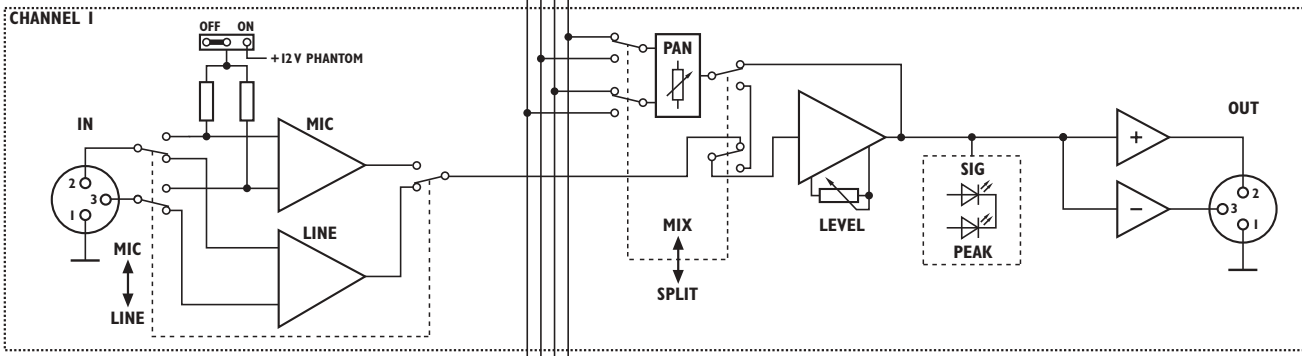 CHANNEL 1
OFF ON
+12V PHANTOM
IN
MIC
2
3
1
LINE
MIC
LINE
PAN
MIX
SPLIT
LEVEL
SIG
PEAK
+
−
OUT
2
3
1